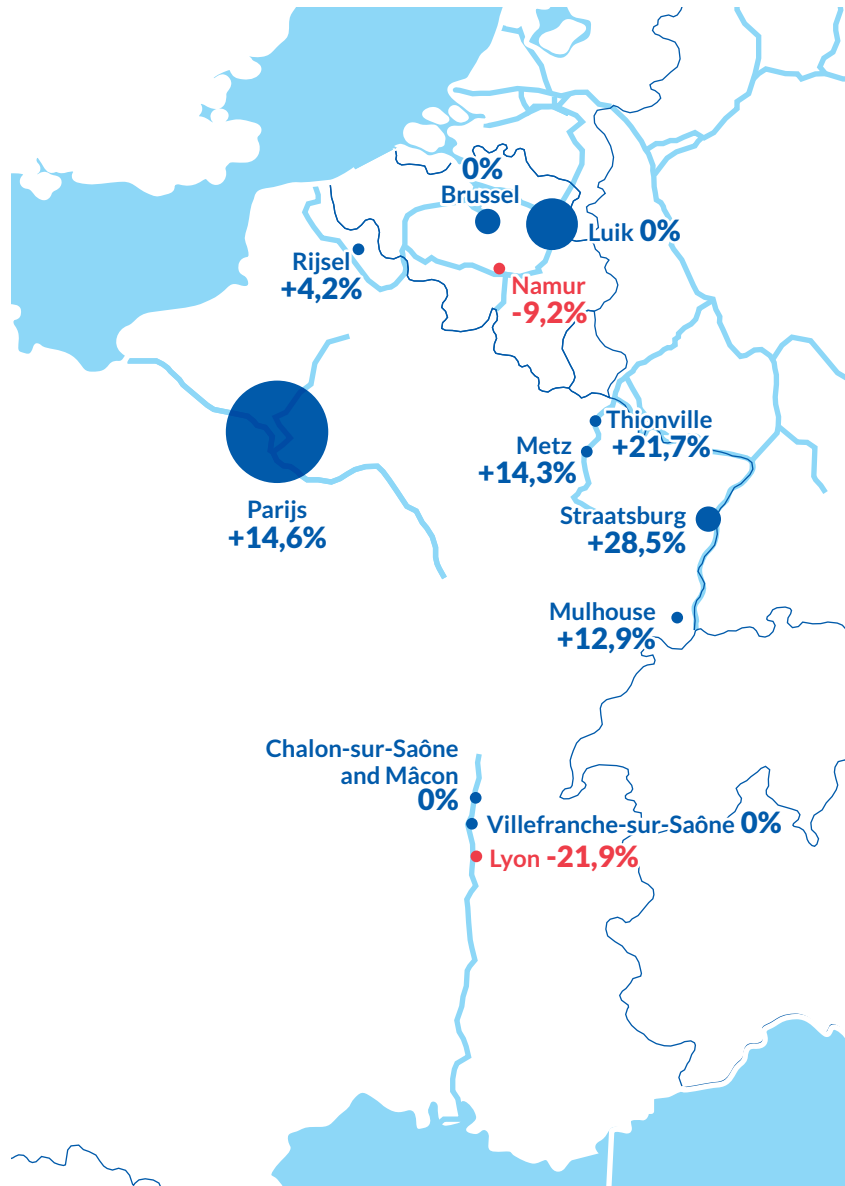 0%
Brussel
Luik 0%
Rijsel
+4,2%
Namur
-9,2%
Thionville
+21,7%
Metz
+14,3%
Parijs
+14,6%
Straatsburg
+28,5%
Mulhouse
+12,9%
Chalon-sur-Saône
and Mâcon
0%
Villefranche-sur-Saône 0%
Lyon -21,9%